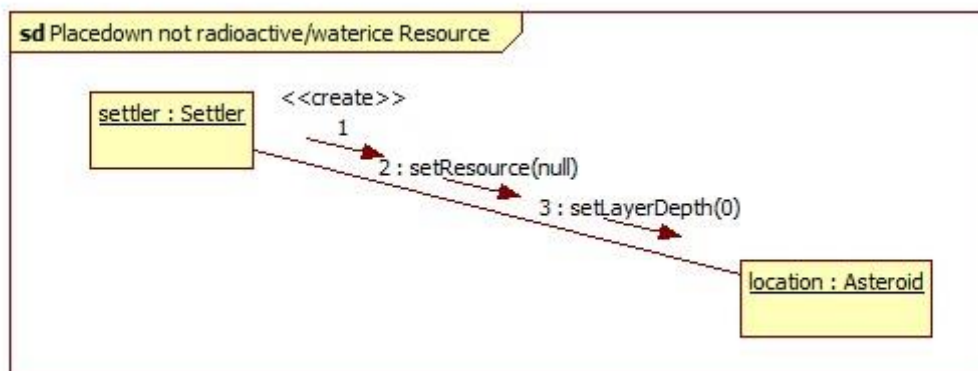 sd Placedown not radioactive/waterice Resource
settler : Settler
<<create>>
1
2 : setResource(null)
3 : setLayerDepth(0)
location : Asteroid